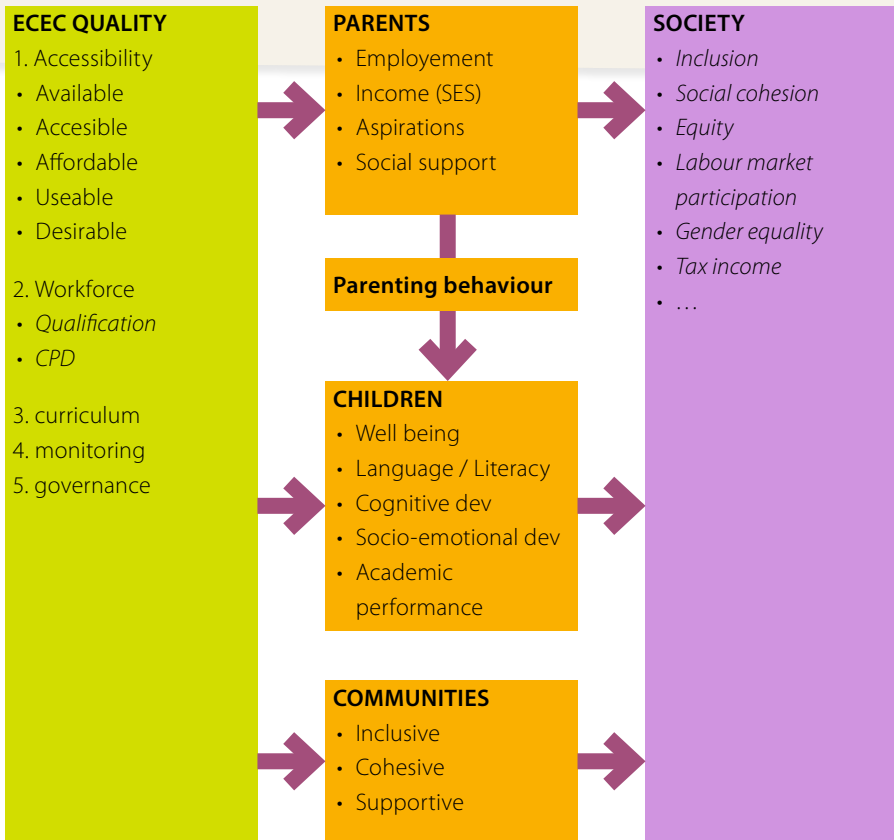 ECEC QUALITY
1. Accessibility
• Available
• Accesible
• Affordable
• Useable
• Desirable
2. Workforce
• Qualification
• CPD
3. curriculum
4. monitoring
5. governance
PARENTS
• Employement
• Income (SES)
• Aspirations
• Social support
Parenting behaviour
CHILDREN
• Well being
• Language / Literacy
• Cognitive dev
• Socio-emotional dev
• Academic
performance
COMMUNITIES
• Inclusive
• Cohesive
• Supportive
SOCIETY
• Inclusion
• Social cohesion
• Equity
• Labour market
participation
• Gender equality
• Tax income
• …